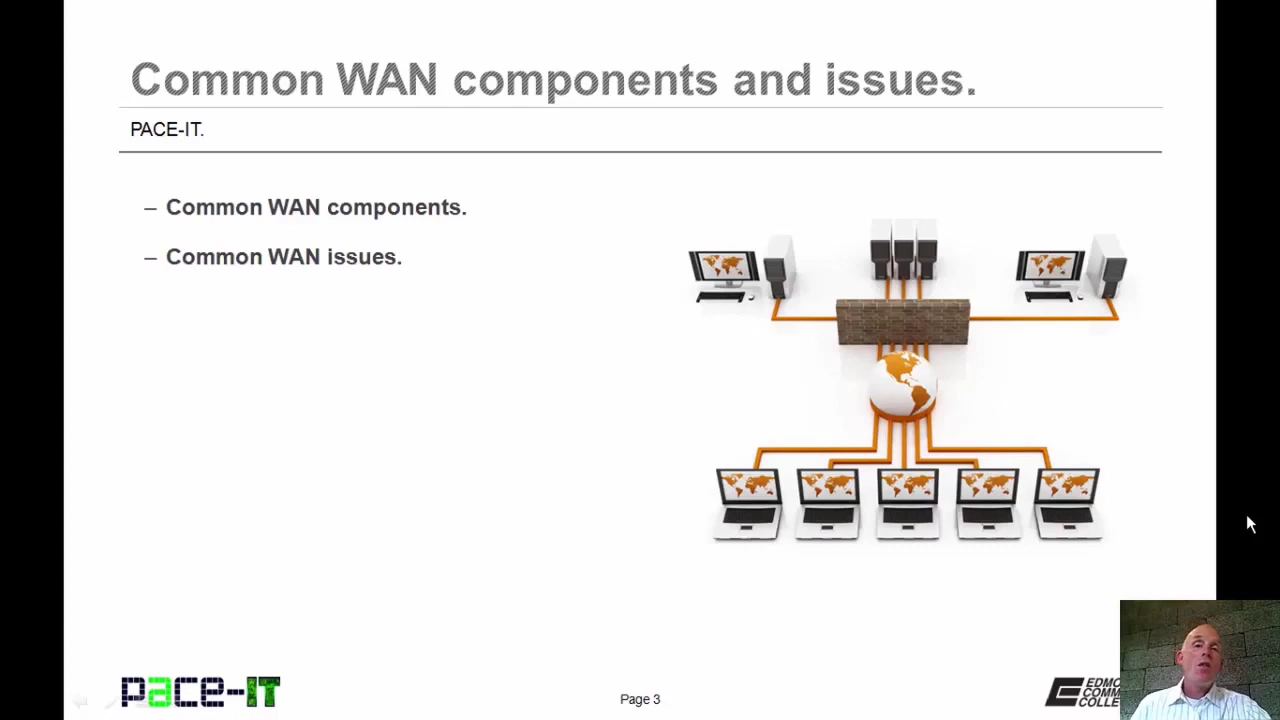 Common WAN components and issues.
PACE-IT.
– Common WAN components.
– Common WAN issues.
pace-IT
Page 3